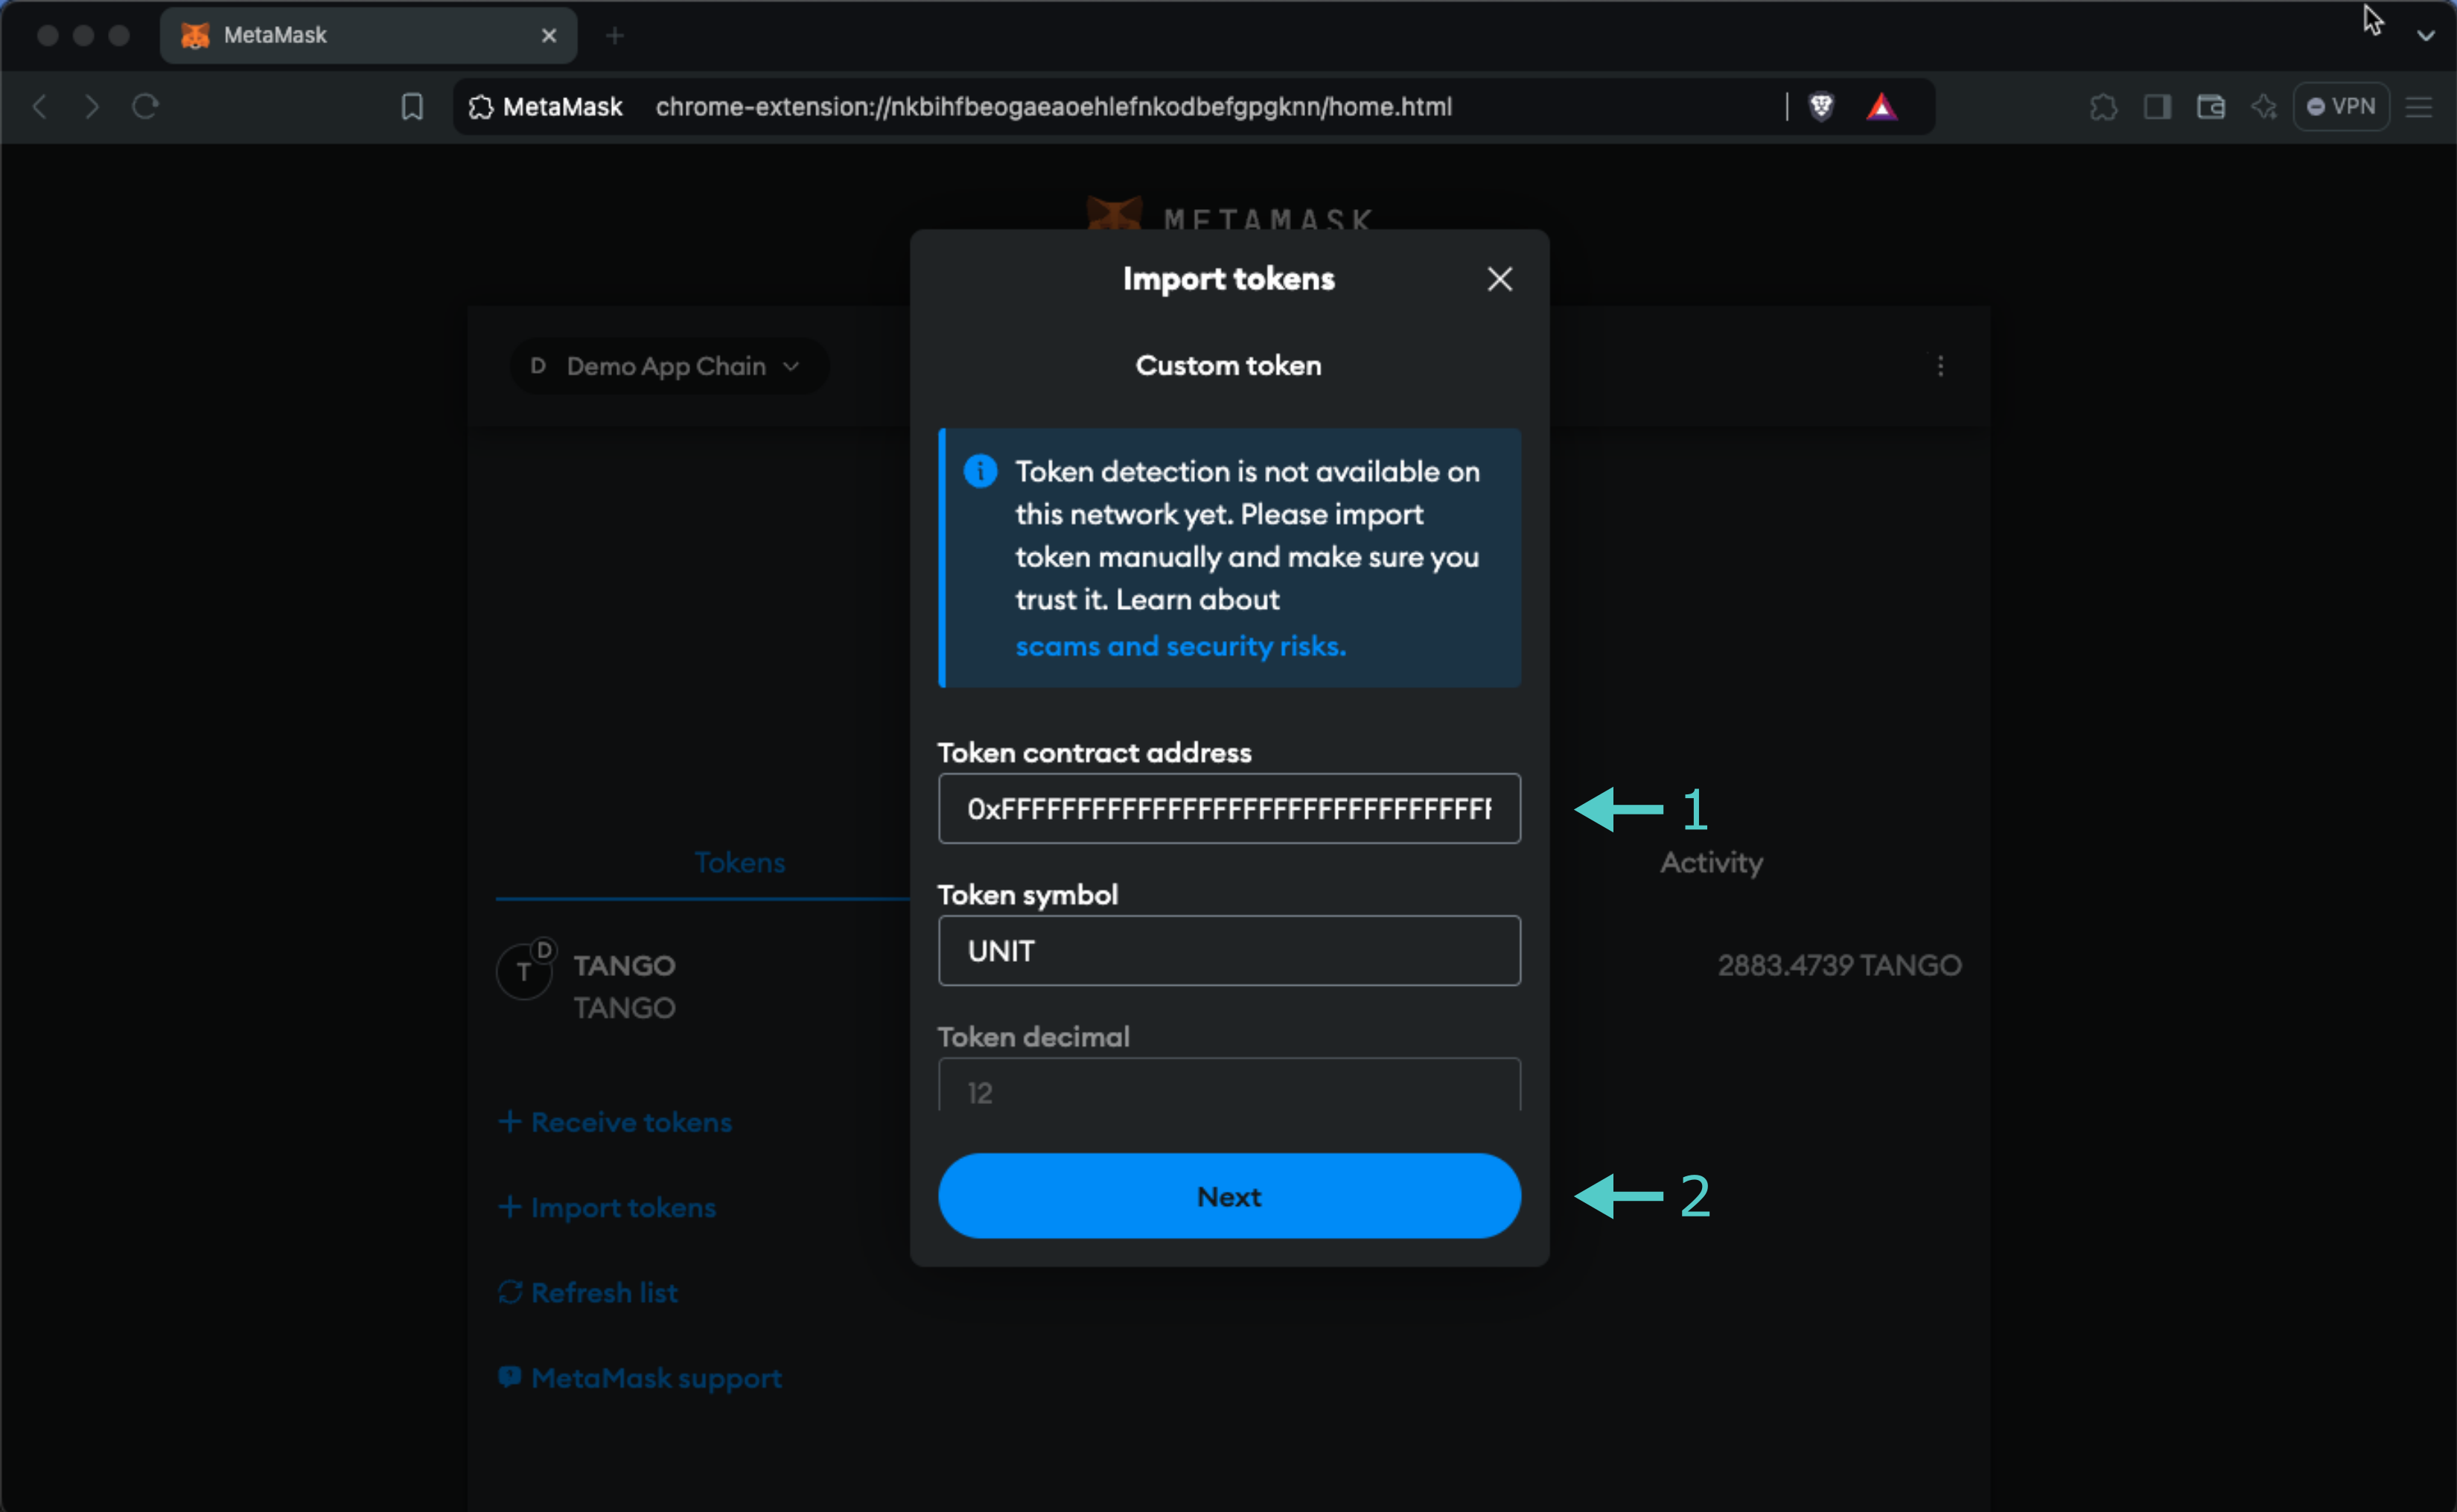 MetaMask
MetaMask chrome-extension://nkbihfbeogaeaoehlefnkodbefgpgknn/home.html
VPN
METAMASK
Import tokens
D Demo App Chain
Custom token
i Token detection is not available on
this network yet. Please import
token manually and make sure you
trust it. Learn about
scams and security risks.
Token contract address
0xFFFFFFFFFFFFFFFFFFFFFFFFFFFFFFFFF
1
Tokens
Activity
Token symbol
UNIT
T D TANGO
TANGO
2883.4739 TANGO
Token decimal
12
+ Receive tokens
Next
2
+ Import tokens
Refresh list
MetaMask support